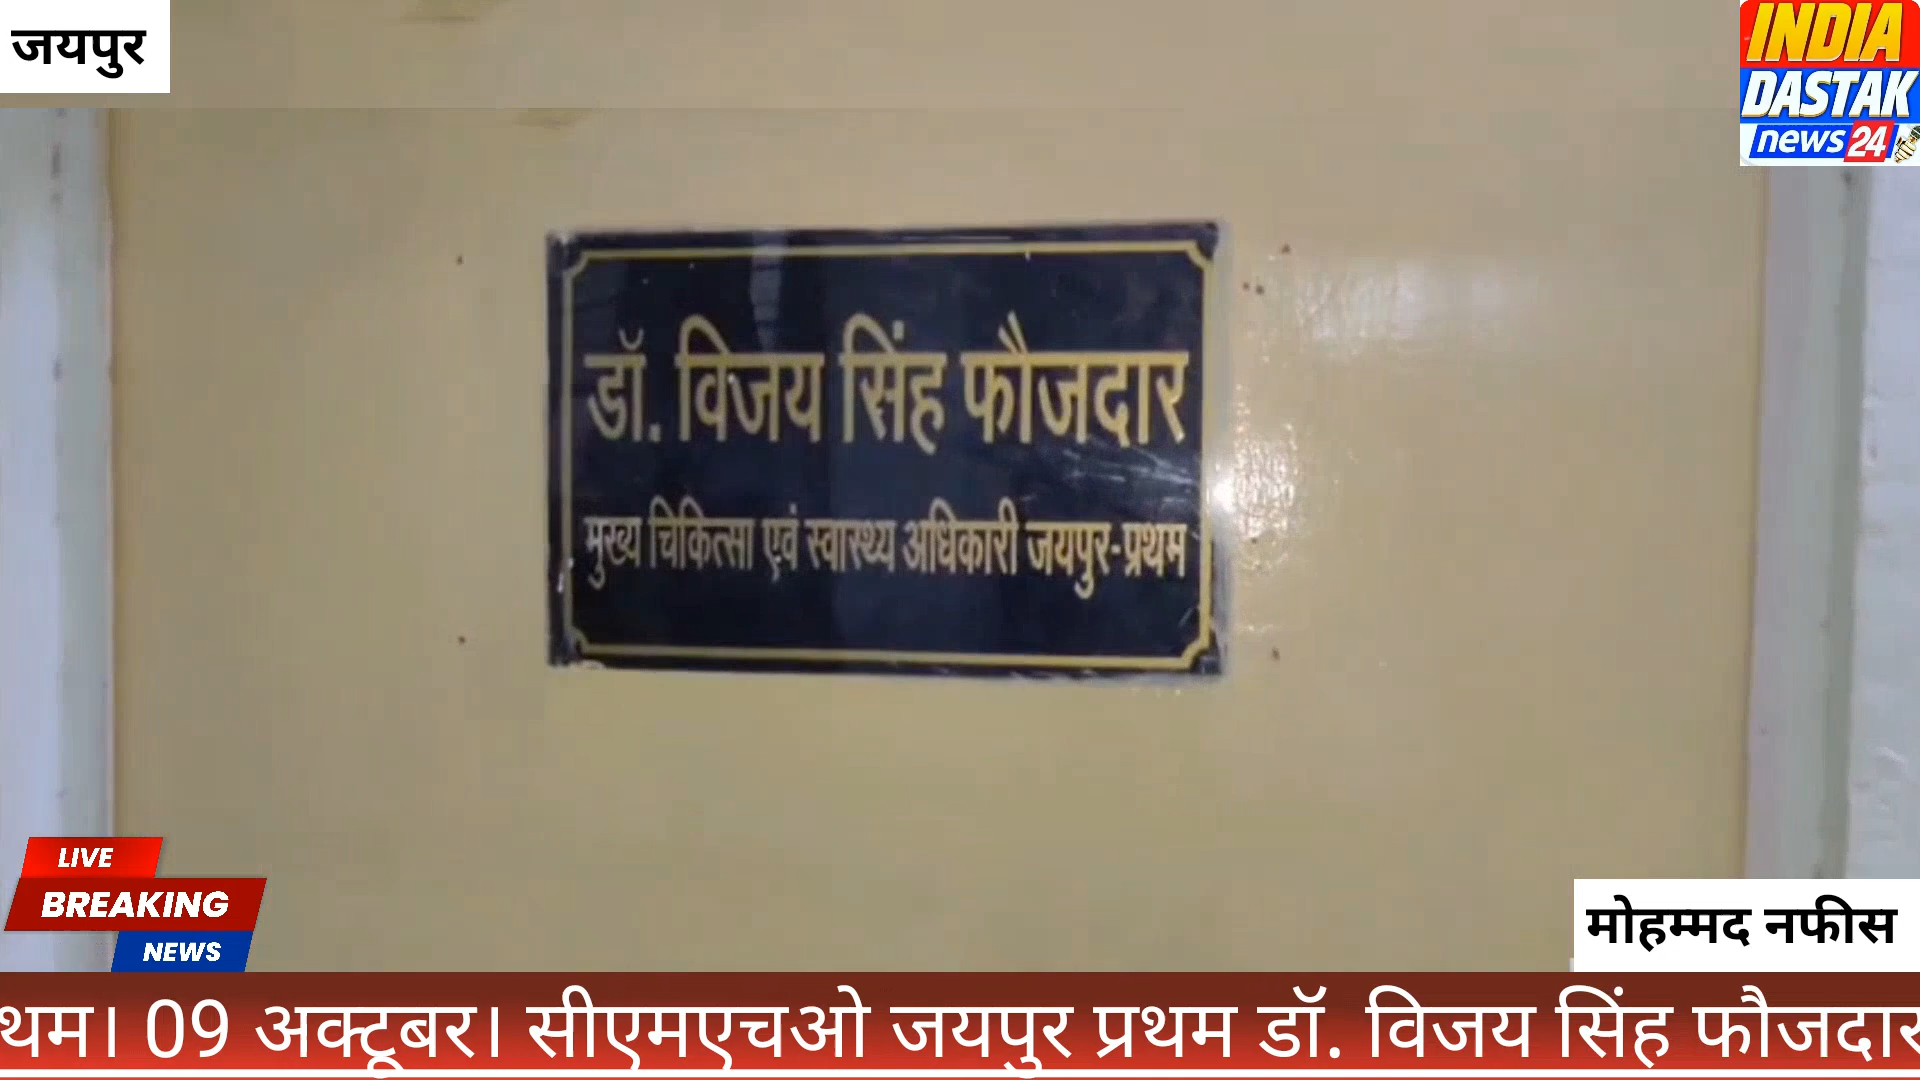 जयपुर
INDIA
DASTAK
news 24
डॉ. विजय सिंह फौजदार
मुख्य चिकित्सा एवं स्वास्थ्य अधिकारी जयपुर-प्रथम
LIVE
BREAKING
NEWS
मोहम्मद नफीस
थम। 09 अक्टूबर। सीएमएचओ जयपुर प्रथम डॉ. विजय सिंह फौजदार